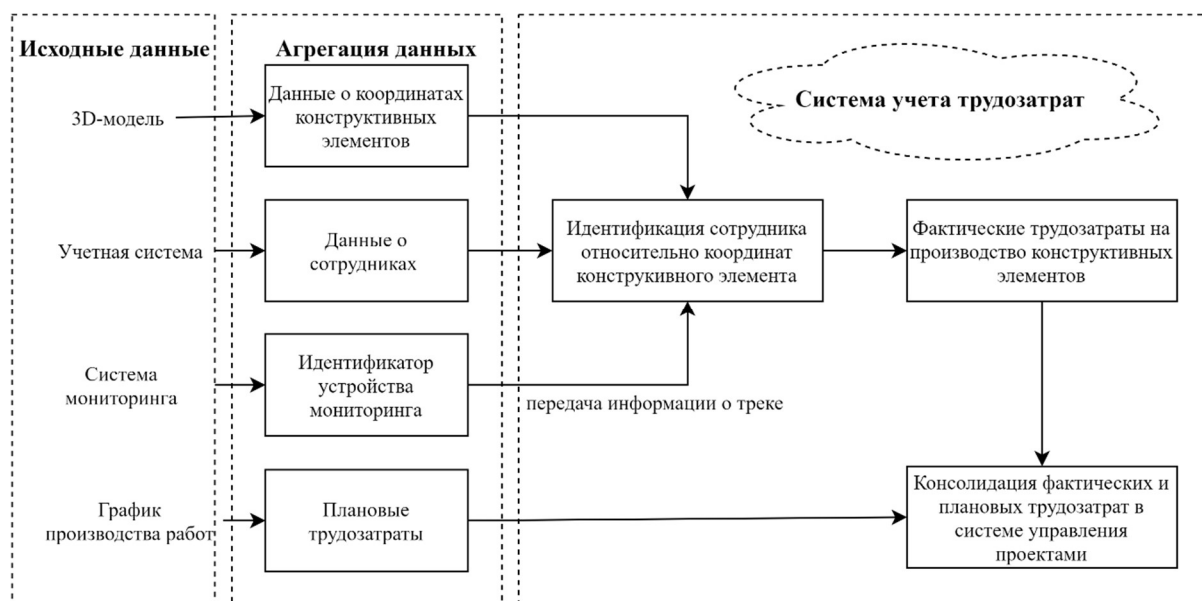 Исходные данные
Агрегация данных
Система учета трудозатрат
3D-модель
Данные о координатах
конструктивных
элементов
Учетная система
Данные о
сотрудниках
Идентификация сотрудника
относительно координат
конструкивного элемента
Фактические трудозатраты на
производство конструктивных
элементов
Система
мониторинга
Идентификатор
устройства
мониторинга
передача информации о треке
График
производства работ
Плановые
трудозатраты
Консолидация фактических и
плановых трудозатрат в
системе управления
проектами